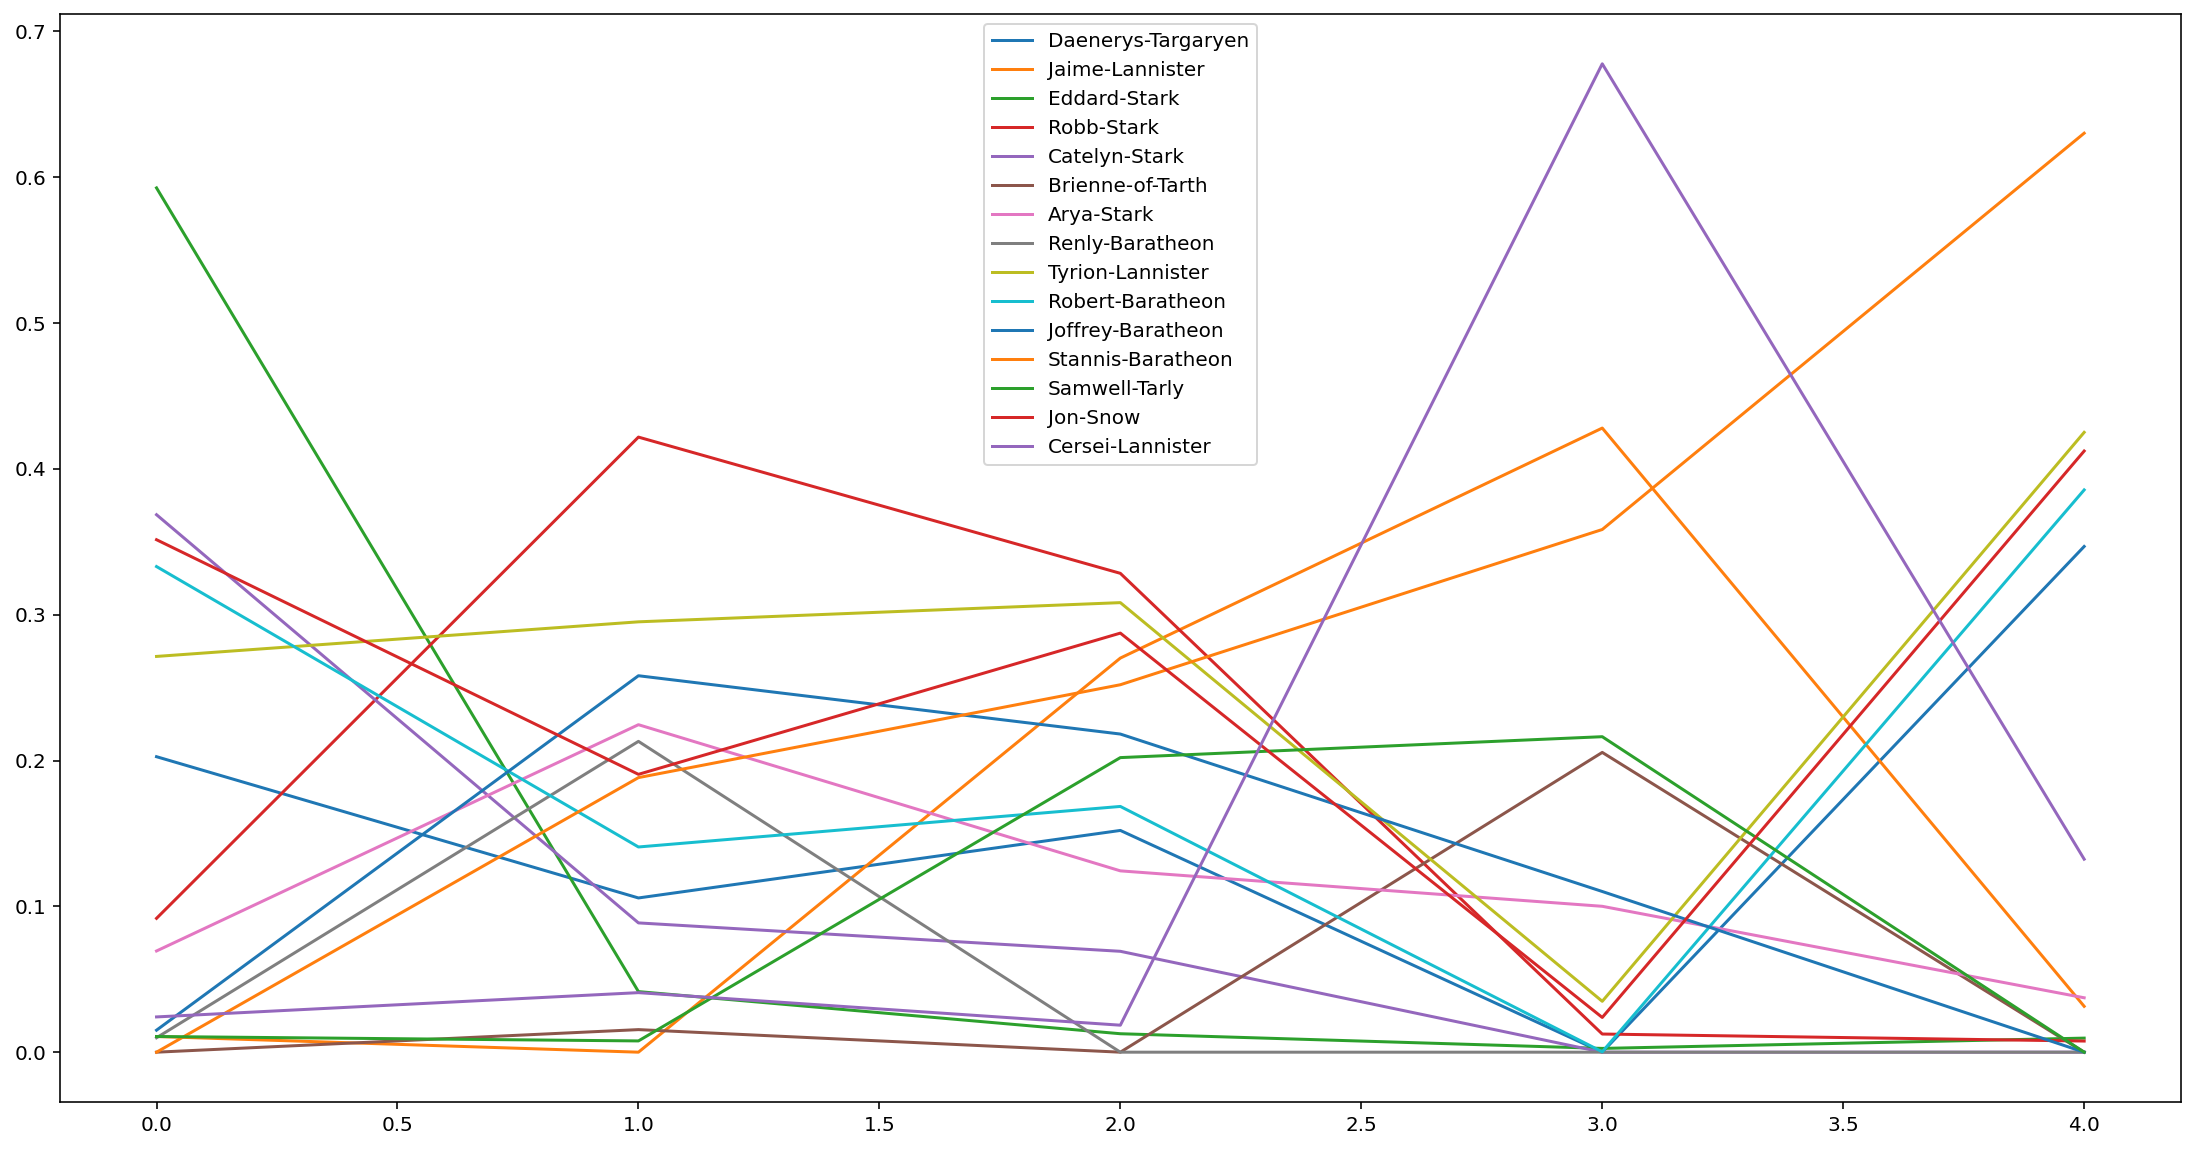 0.7
0.6
0.5
0.4
0.3
0.2
0.1
0.0
Daenerys-Targaryen
Jaime-Lannister
Eddard-Stark
Robb-Stark
Catelyn-Stark
Brienne-of-Tarth
Arya-Stark
Renly-Baratheon
Tyrion-Lannister
Robert-Baratheon
Joffrey-Baratheon
Stannis-Baratheon
Samwell-Tarly
Jon-Snow
Cersei-Lannister
0.0 0.5 1.0 1.5 2.0 2.5 3.0 3.5 4.0